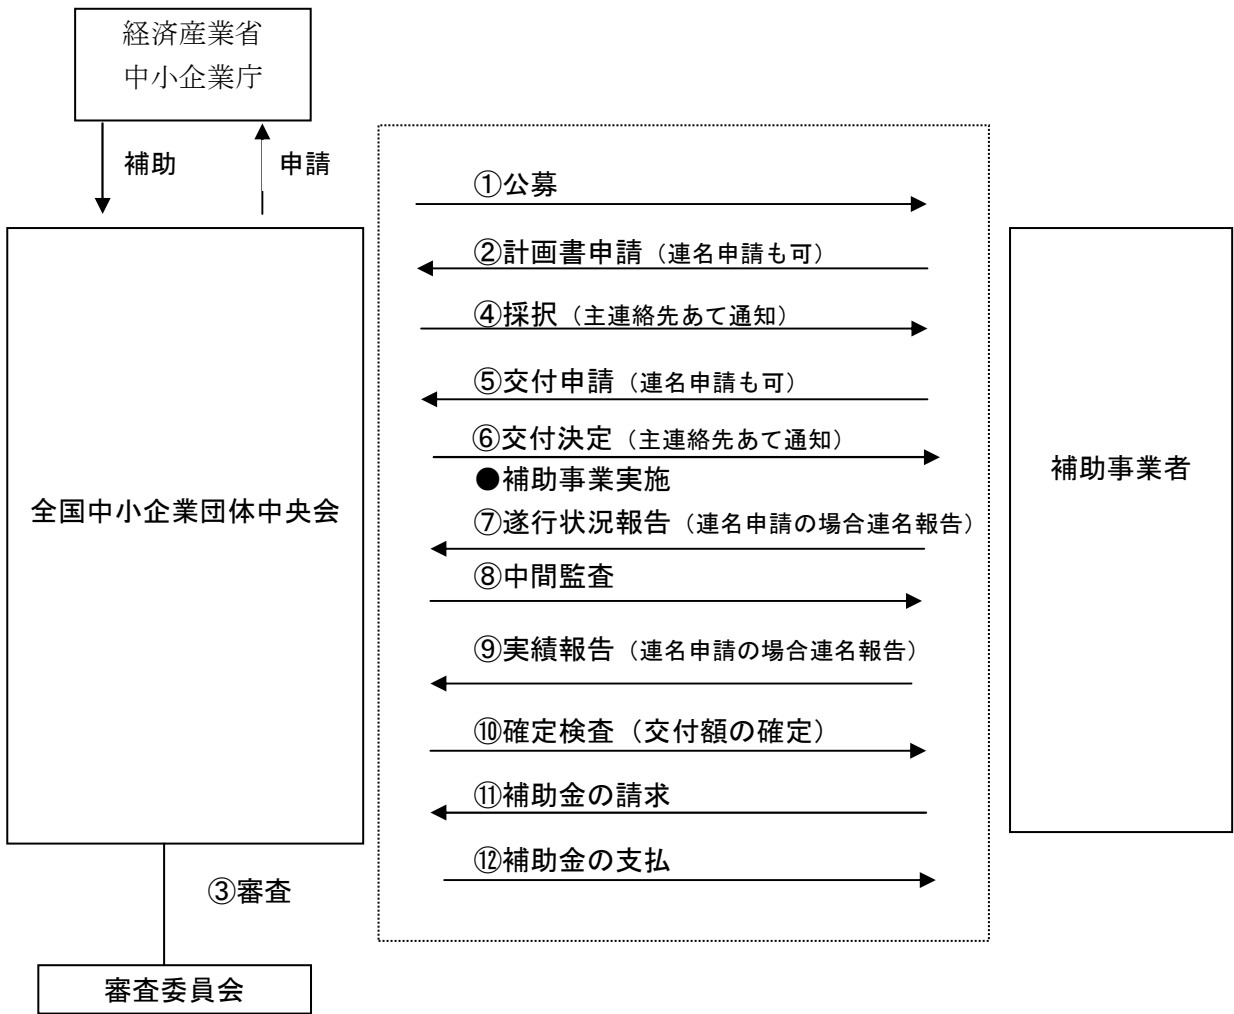 経済産業省
中小企業庁
補助
申請
①公募
②計画書申請（連名申請も可）
④採択（主連絡先あて通知）
⑤交付申請（連名申請も可）
⑥交付決定（主連絡先あて通知）
●補助事業実施
⑦遂行状況報告（連名申請の場合連名報告）
⑧中間監査
⑨実績報告（連名申請の場合連名報告）
⑩確定検査（交付額の確定）
⑪補助金の請求
⑫補助金の支払
全国中小企業団体中央会
補助事業者
③審査
審査委員会